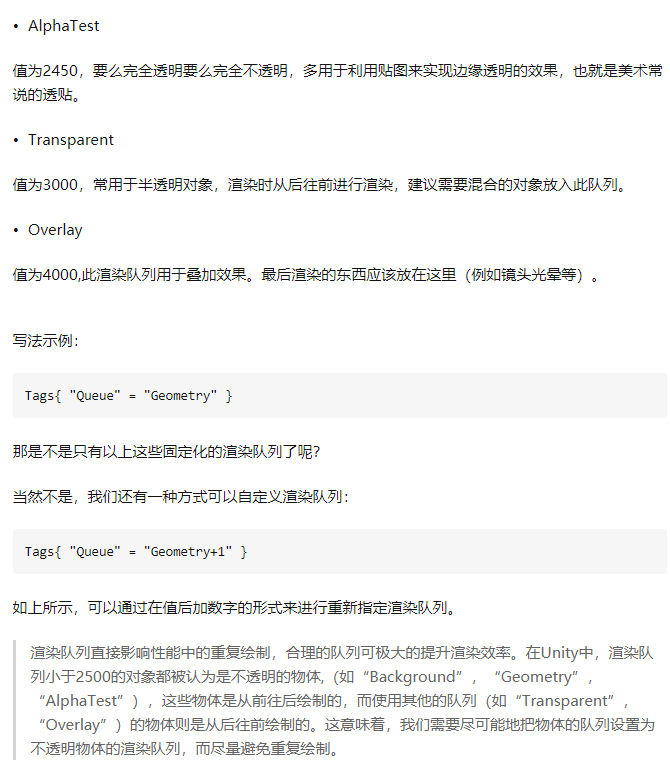 • AlphaTest
值为2450，要么完全透明要么完全不透明，多用于利用贴图来实现边缘透明的效果，也就是美术常
说的透贴。
• Transparent
值为3000，常用于半透明对象，渲染时从后往前进行渲染，建议需要混合的对象放入此队列。
• Overlay
值为4000,此渲染队列用于叠加效果。最后渲染的东西应该放在这里（例如镜头光晕等）。
写法示例：
Tags{ "Queue" = "Geometry" }
那是不是只有以上这些固定化的渲染队列了呢？
当然不是，我们还有一种方式可以自定义渲染队列：
Tags{ "Queue" = "Geometry+1" }
如上所示，可以通过在值后加数字的形式来进行重新指定渲染队列。
渲染队列直接影响性能中的重复绘制，合理的队列可极大的提升渲染效率。在Unity中，渲染队
列小于2500的对象都被认为是不透明的物体，（如“Background”，“Geometry”，
“AlphaTest”），这些物体是从前往后绘制的，而使用其他的队列（如“Transparent”，
“Overlay”）的物体则是从后往前绘制的。这意味着，我们需要尽可能地把物体的队列设置为
不透明物体的渲染队列，而尽量避免重复绘制。